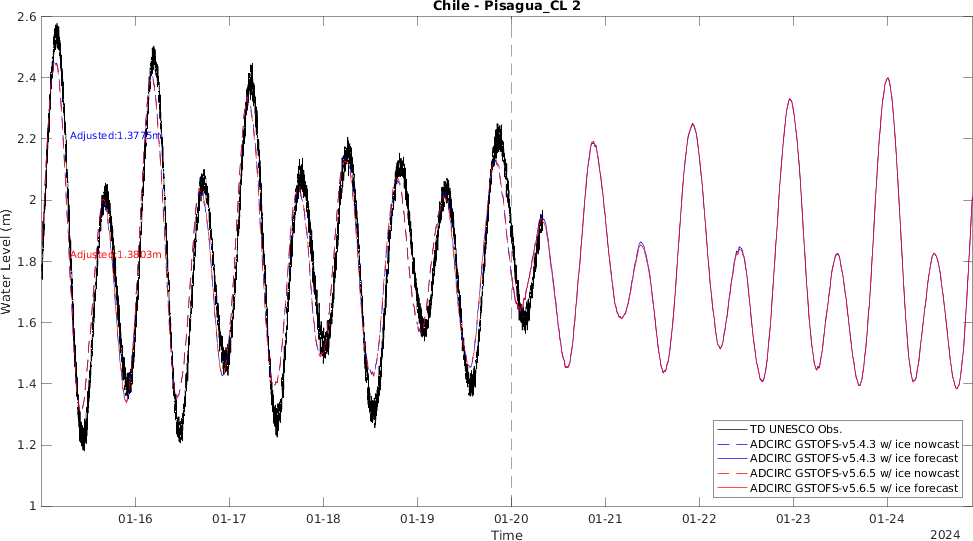 Chile - Pisagua_CL 2
2.6
2.4
2.2
2
1.8
1.6
1.4
1.2
1
Water Level (m)
Adjusted:1.3775m
Adjusted:1.3803m
TD UNESCO Obs.
ADCIRC GSTOFS-v5.4.3 w/ ice nowcast
ADCIRC GSTOFS-v5.4.3 w/ ice forecast
ADCIRC GSTOFS-v5.6.5 w/ ice nowcast
ADCIRC GSTOFS-v5.6.5 w/ ice forecast
01-16 01-17 01-18 01-19 01-20 01-21 01-22 01-23 01-24
Time
2024